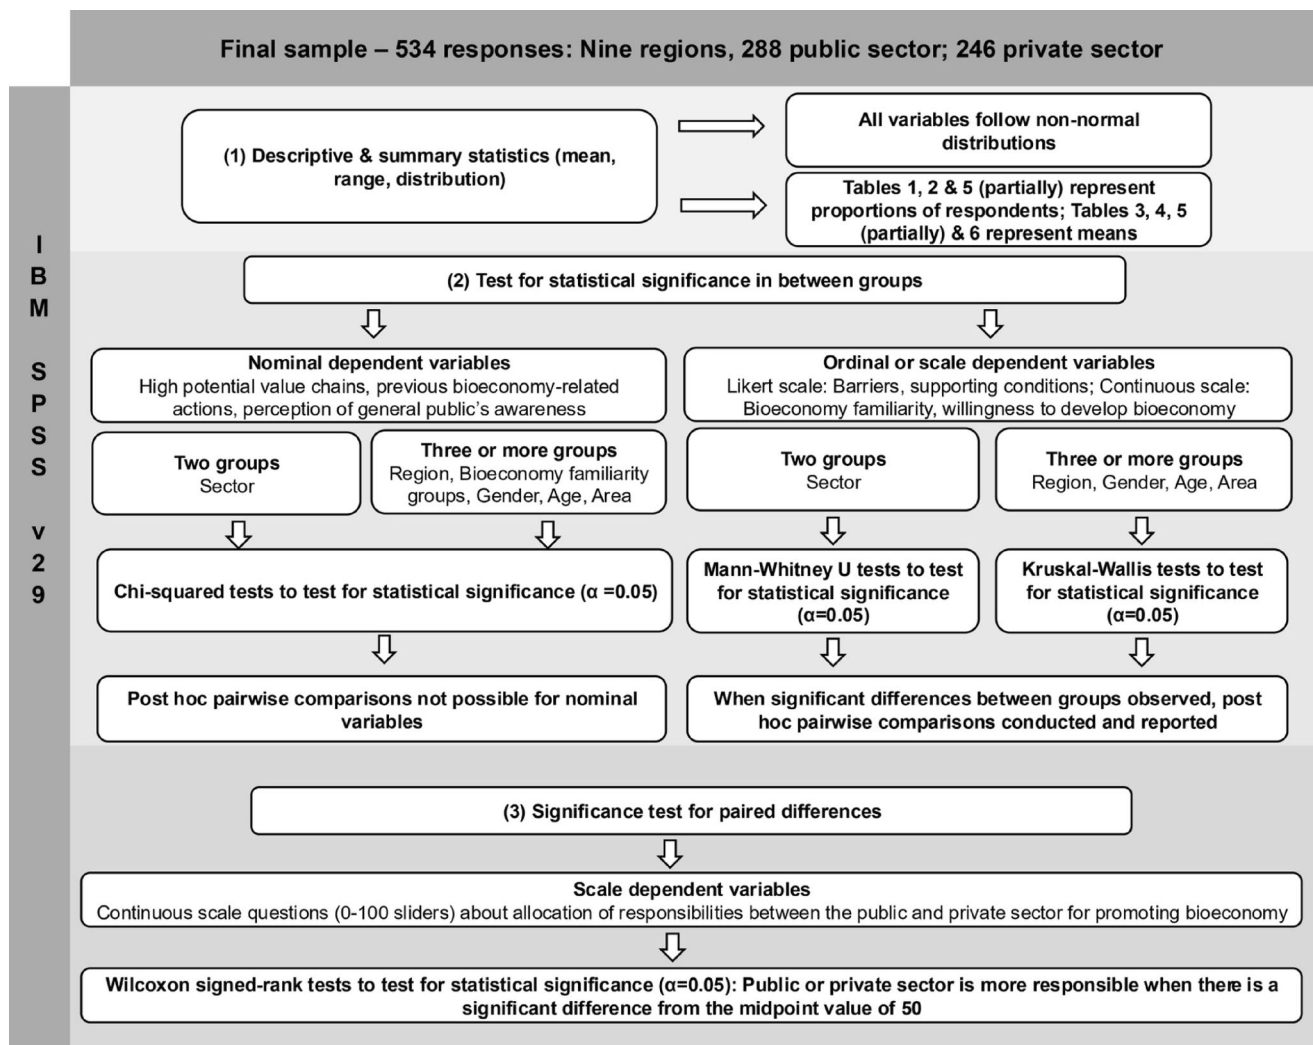 Final sample – 534 responses: Nine regions, 288 public sector; 246 private sector
I
B
M
S
P
S
S
v
2
9
(1) Descriptive & summary statistics (mean,
range, distribution)
All variables follow non-normal
distributions
Tables 1, 2 & 5 (partially) represent
proportions of respondents; Tables 3, 4, 5
(partially) & 6 represent means
(2) Test for statistical significance in between groups
Nominal dependent variables
High potential value chains, previous bioeconomy-related
actions, perception of general public's awareness
Ordinal or scale dependent variables
Likert scale: Barriers, supporting conditions; Continuous scale:
Bioeconomy familiarity, willingness to develop bioeconomy
Two groups
Sector
Three or more groups
Region, Bioeconomy familiarity
groups, Gender, Age, Area
Two groups
Sector
Three or more groups
Region, Gender, Age, Area
Chi-squared tests to test for statistical significance (α =0.05)
Mann-Whitney U tests to test
for statistical significance
(α=0.05)
Kruskal-Wallis tests to test
for statistical significance
(α=0.05)
Post hoc pairwise comparisons not possible for nominal
variables
When significant differences between groups observed, post
hoc pairwise comparisons conducted and reported
(3) Significance test for paired differences
Scale dependent variables
Continuous scale questions (0-100 sliders) about allocation of responsibilities between the public and private sector for promoting bioeconomy
Wilcoxon signed-rank tests to test for statistical significance (α=0.05): Public or private sector is more responsible when there is a
significant difference from the midpoint value of 50